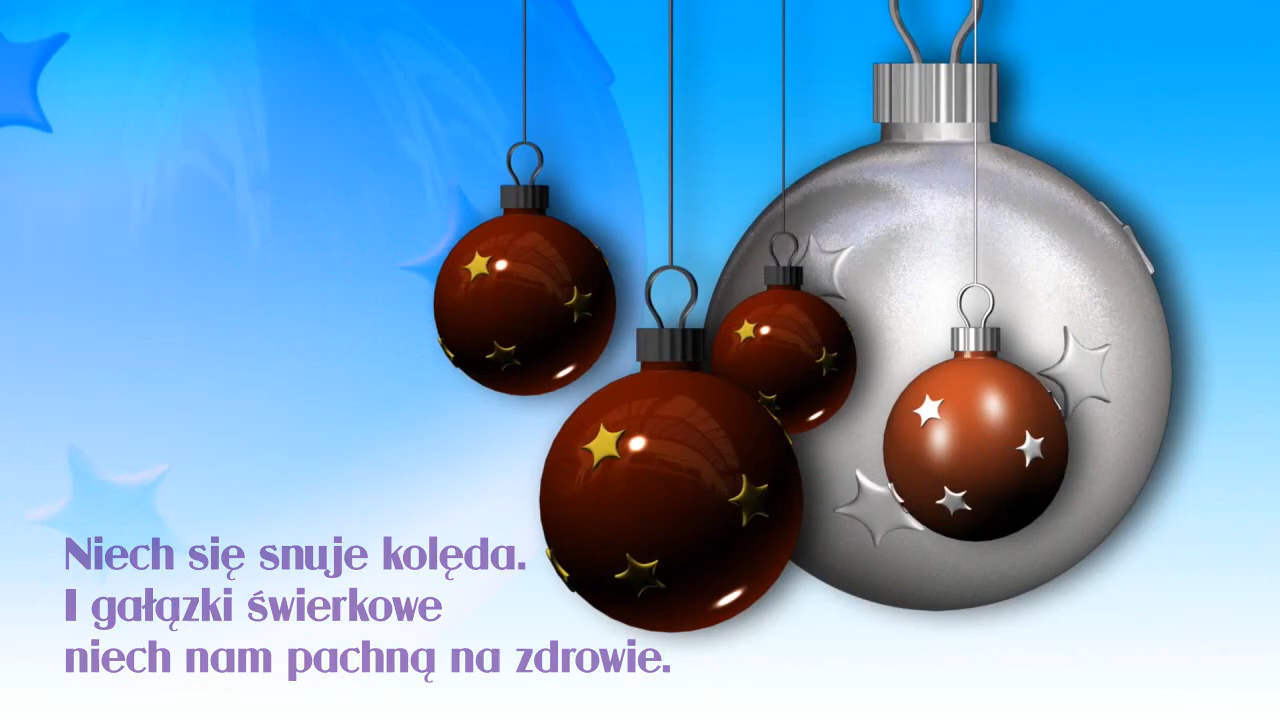 Niech się snuje kolęda.
I gałązki świerkowe
niech nam pachną na zdrowie.